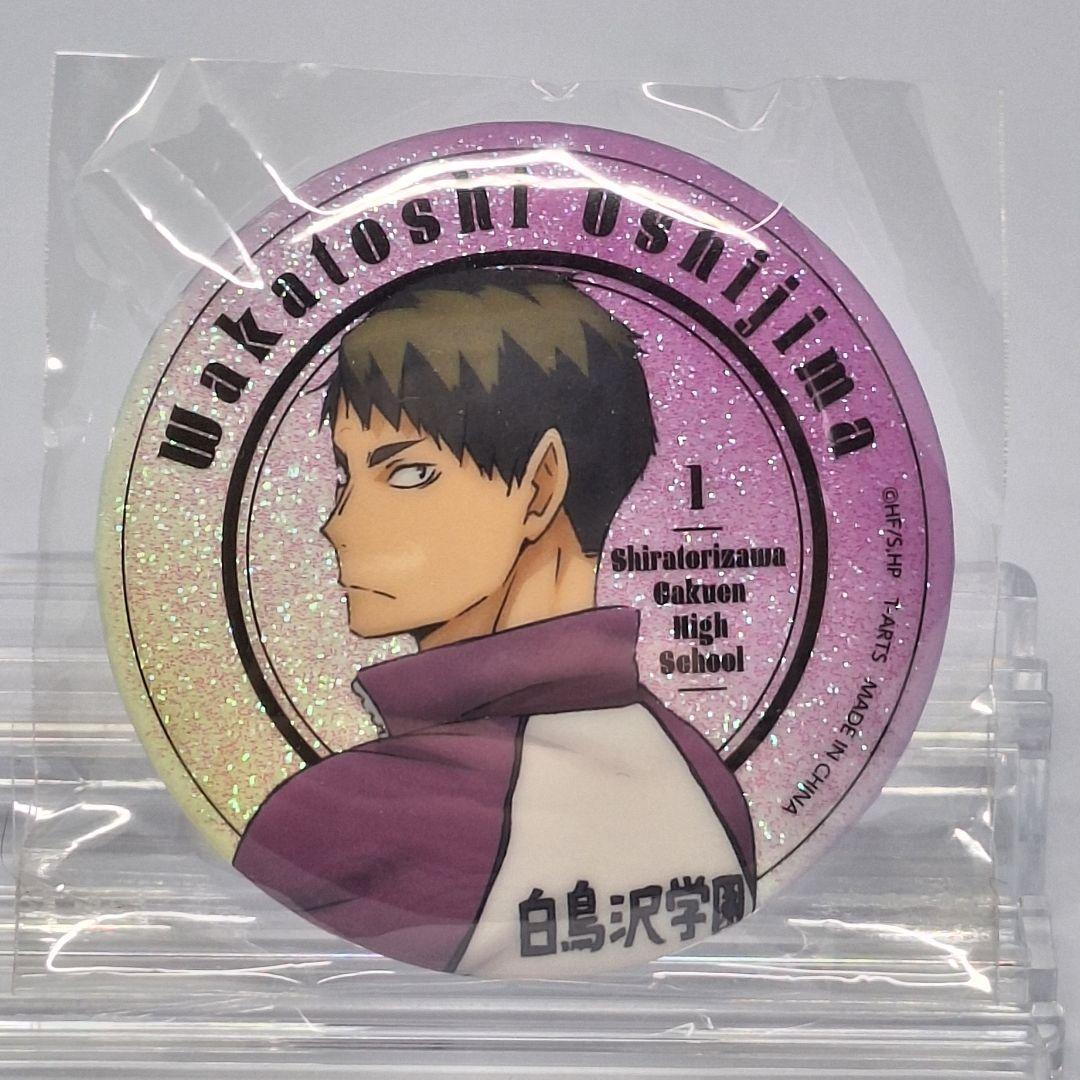 Wakatoshi Ushijima
1
Shiratorizawa
Gakuen
High
School
©HF/S,HP T-ARTS MADE IN CHINA
白鳥沢学園